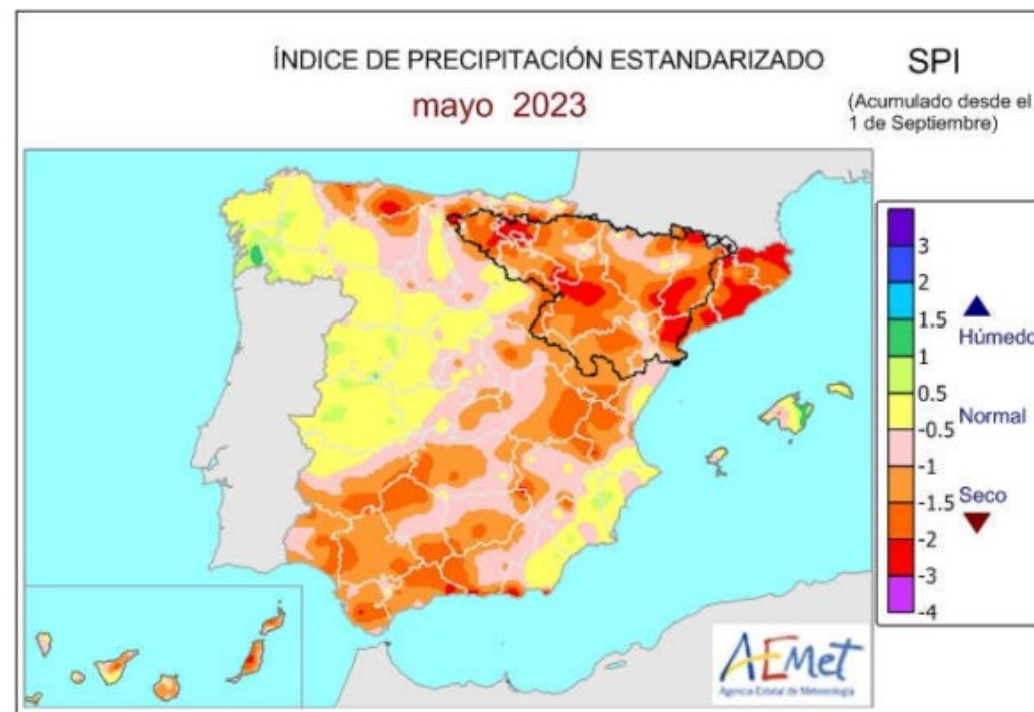 ÍNDICE DE PRECIPITACIÓN ESTANDARIZADO
SPI
mayo 2023
(Acumulado desde el
1 de Septiembre)
3
2
1.5
Húmedo
1
0.5
Normal
-0.5
-1
Seco
-1.5
-2
-3
-4
AEMet
Agencia Estatal de Meteorología